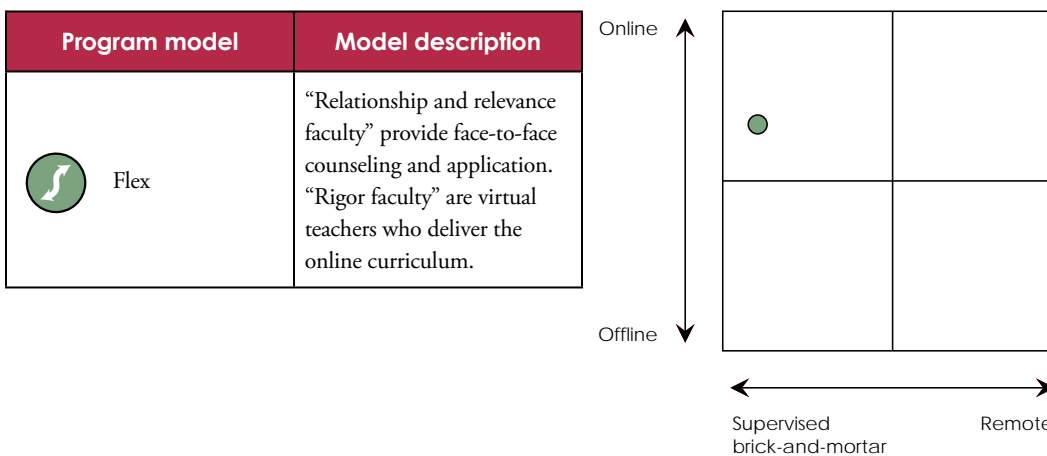 Program model
Model description
Flex
“Relationship and relevance
faculty” provide face-to-face
counseling and application.
“Rigor faculty” are virtual
teachers who deliver the
online curriculum.
Online
Offline
Supervised
brick-and-mortar
Remote